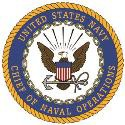 UNITED STATES NAVY
CHIEF OF NAVAL OPERATIONS